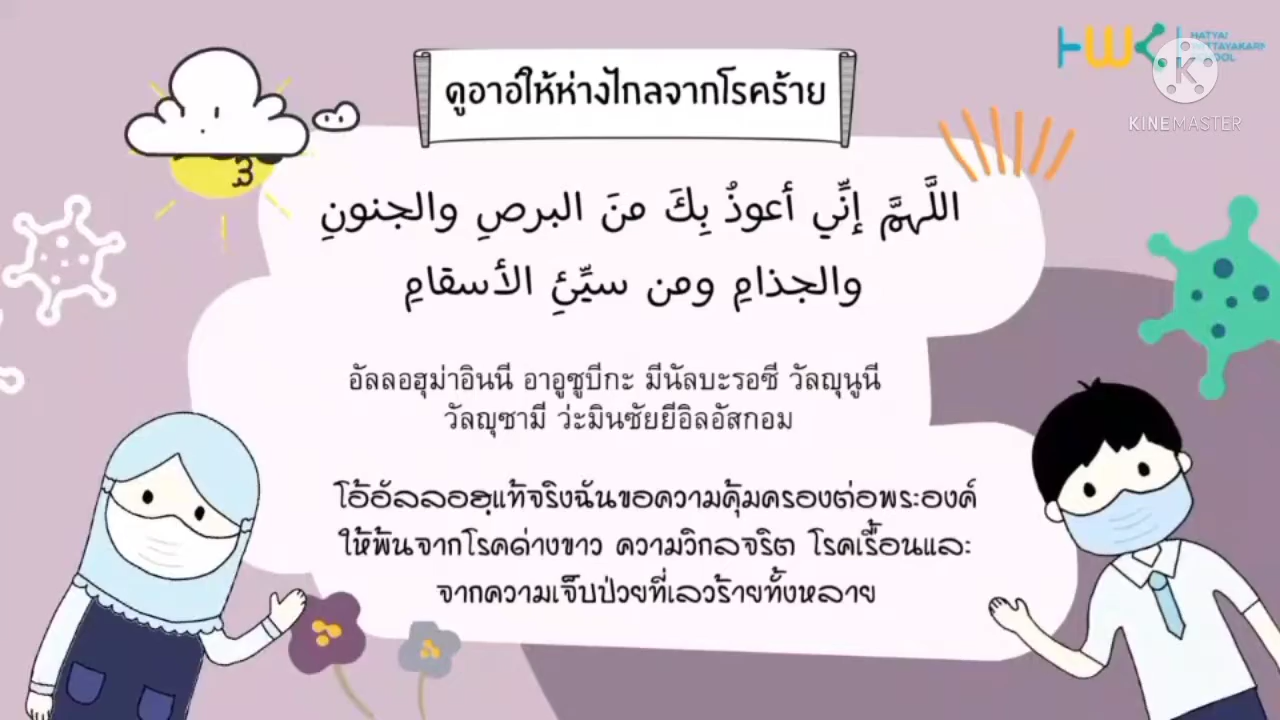 ดูอาอ์ให้ห่างไกลจากโรคร้าย
HATYAI
SCHOOL
KINEMASTER
اللَّهمَّ إنِّي أعوذُ بِكَ منَ البرصِ والجنونِ
والجذامِ ومن سيِّئِ الأسقامِ
อัลลอฮุม่าอินนี อาอูซูบีกะ มีนัลบะรอซี วัลญุนูนี
วัลญุซามี ว่ะมินซัยยีอิลอัสกอม
โอ้อัลลอฮฺแท้จริงฉันขอความคุ้มครองต่อพระองค์
ให้พ้นจากโรคด่างขาว ความวิกลจริต โรคเรื้อนและ
จากความเจ็บป่วยที่เลวร้ายทั้งหลาย